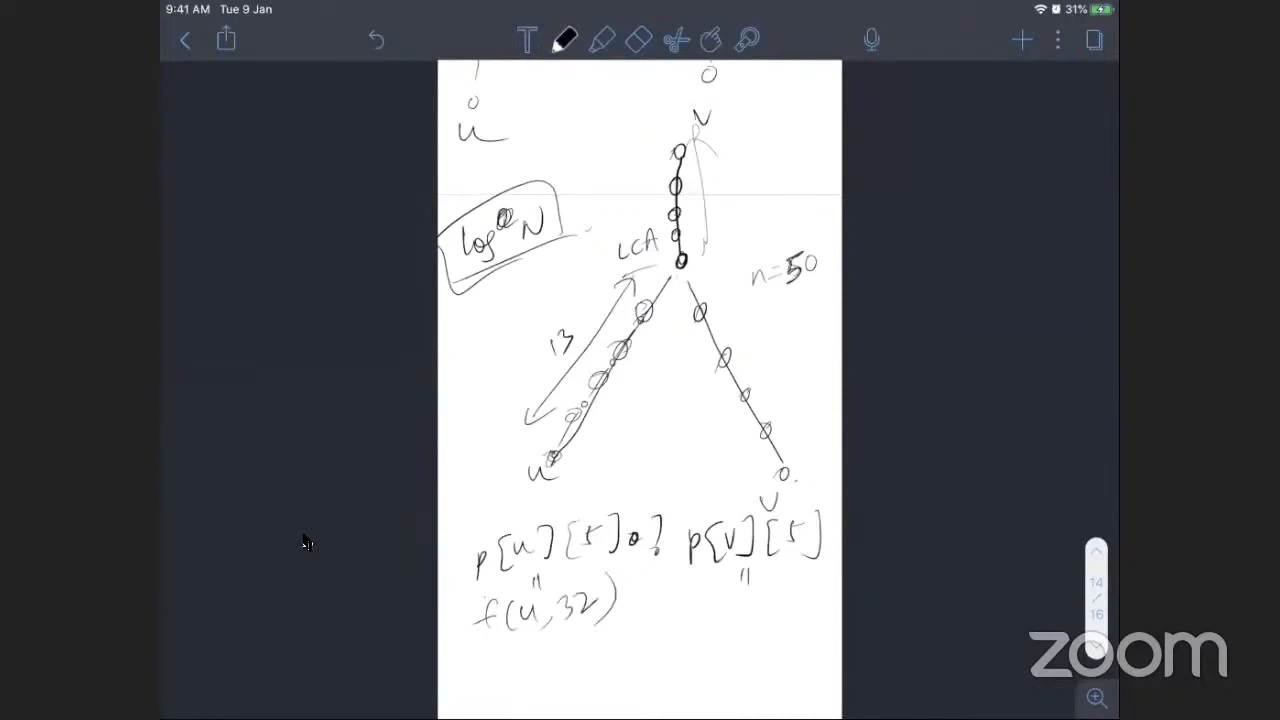 9:41 AM Tue 9 Jan
31%
T
u
N
log N
LCA
n=50
13
u
v
p[u][5] ? p[v][5]
" "
f(u,32)
14
/
16
zoom